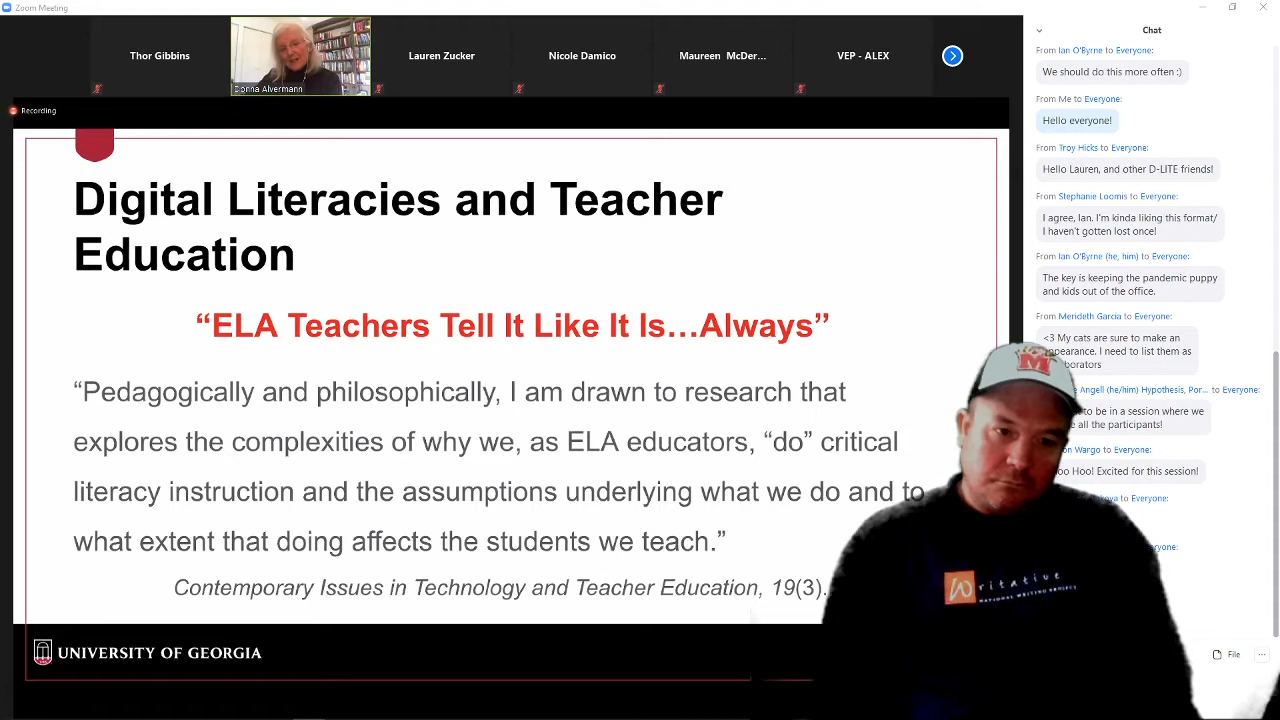 Zoom Meeting
Thor Gibbins
Donna Alvermann
Lauren Zucker
Nicole Damico
Maureen McDer...
VEP - ALEX
Recording
Digital Literacies and Teacher
Education
“ELA Teachers Tell It Like It Is…Always”
“Pedagogically and philosophically, I am drawn to research that
explores the complexities of why we, as ELA educators, “do” critical
literacy instruction and the assumptions underlying what we do and to
what extent that doing affects the students we teach.”
Contemporary Issues in Technology and Teacher Education, 19(3).
UNIVERSITY OF GEORGIA
Chat
From Ian O'Byrne to Everyone:
We should do this more often :)
From Me to Everyone:
Hello everyone!
From Troy Hicks to Everyone:
Hello Lauren, and other D-LITE friends!
From Stephanie Loomis to Everyone:
I agree, Ian. I'm kinda liking this format/
I haven't gotten lost once!
From Ian O'Byrne (he, him) to Everyone:
The key is keeping the pandemic puppy
and kids out of the office.
From Merideth Garcia to Everyone:
<3 My cats are sure to make an
appearance. I need to list them as
Angell (he/him) Hypothesis, Por... to Everyone:
to be in a session where we
all the participants!
Wargo to Everyone:
Hoo! Excited for this session!
to Everyone:
File
M
Writative
NATIONAL WRITING PROJECT